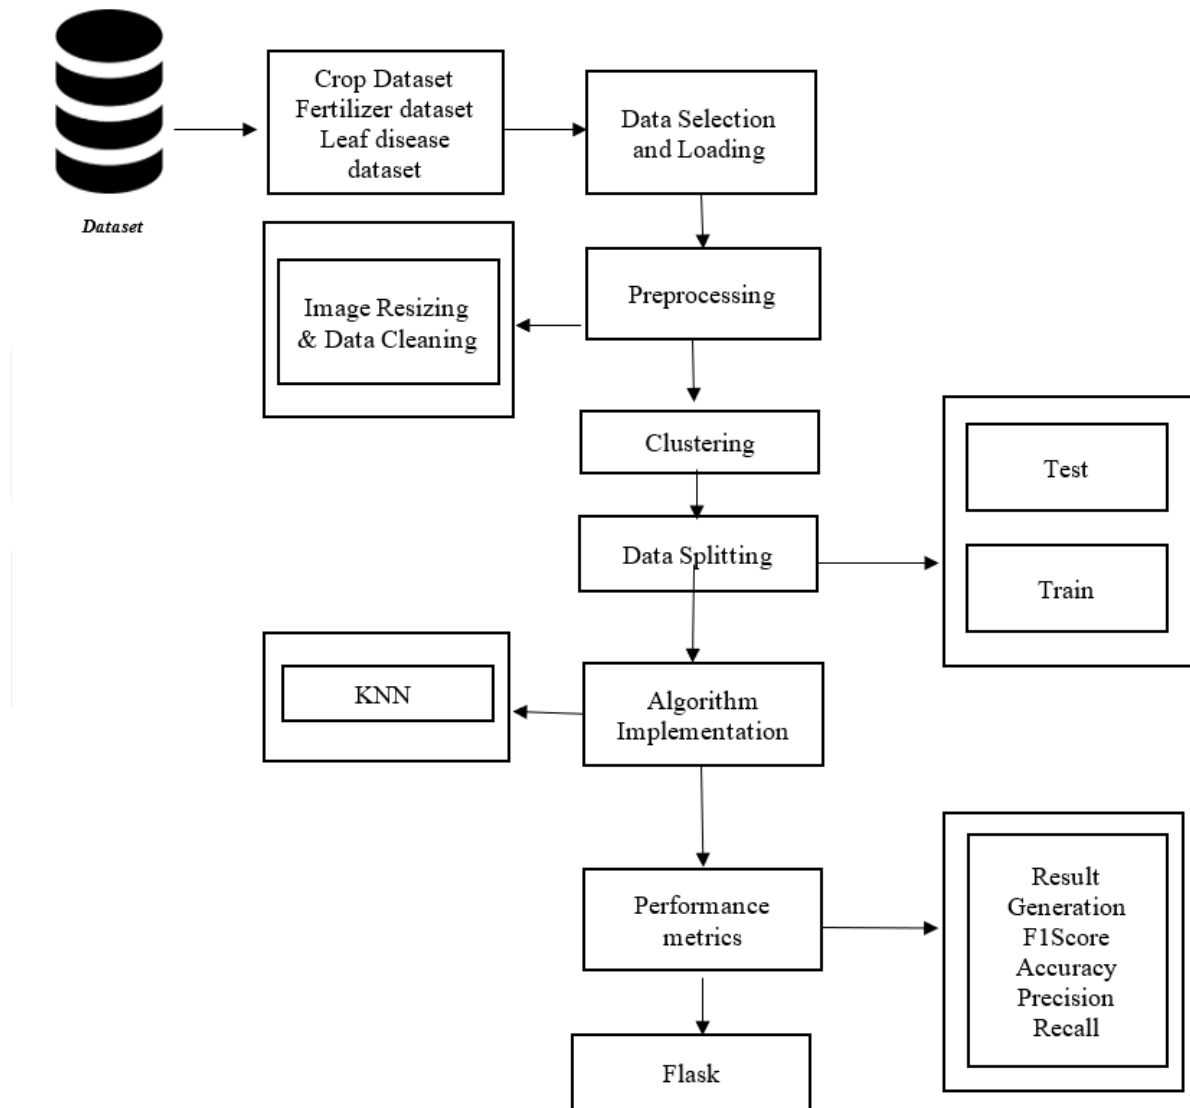 Dataset
Crop Dataset
Fertilizer dataset
Leaf disease
dataset
Data Selection
and Loading
Preprocessing
Image Resizing
& Data Cleaning
Clustering
Data Splitting
Test
Train
Algorithm
Implementation
KNN
Performance
metrics
Result
Generation
F1Score
Accuracy
Precision
Recall
Flask